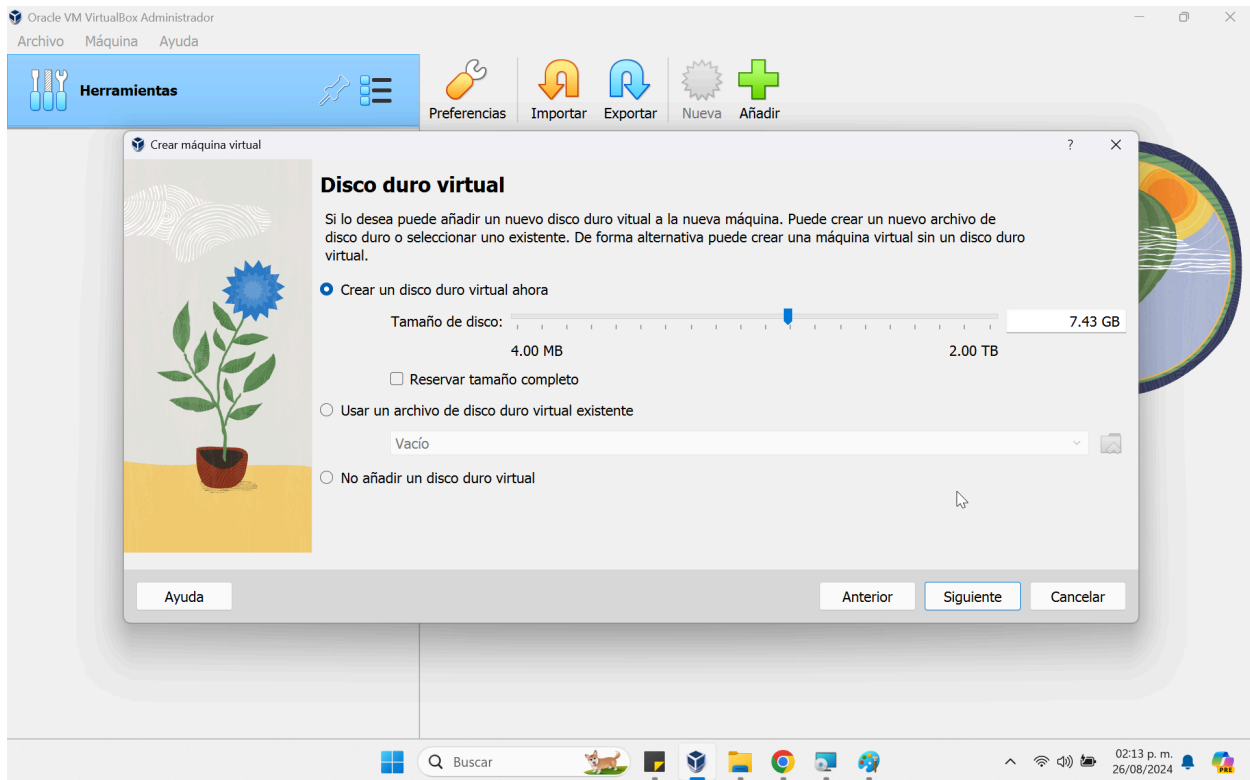 Oracle VM VirtualBox Administrador
Archivo Máquina Ayuda
Herramientas
Preferencias Importar Exportar Nueva Añadir
Crear máquina virtual ?
Disco duro virtual
Si lo desea puede añadir un nuevo disco duro vitual a la nueva máquina. Puede crear un nuevo archivo de
disco duro o seleccionar uno existente. De forma alternativa puede crear una máquina virtual sin un disco duro
virtual.
Crear un disco duro virtual ahora
Tamaño de disco: 7.43 GB
4.00 MB 2.00 TB
Reservar tamaño completo
Usar un archivo de disco duro virtual existente
Vacío
No añadir un disco duro virtual
Ayuda Anterior Siguiente Cancelar
Buscar
02:13 p. m.
26/08/2024
PRE